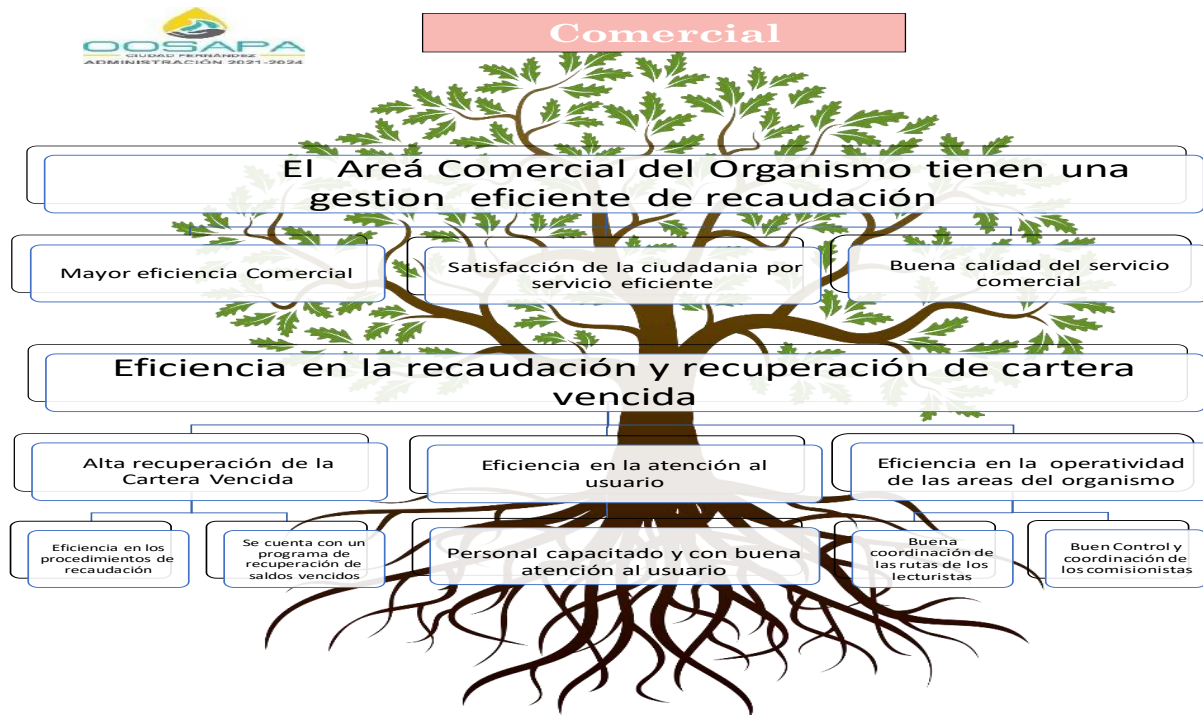 OOSAPA
CIUDAD FERNÁNDEZ
ADMINISTRACIÓN 2021-2024
Comercial
El Areá Comercial del Organismo tienen una
gestion eficiente de recaudación
Mayor eficiencia Comercial
Satisfacción de la ciudadania por
servicio eficiente
Buena calidad del servicio
comercial
Eficiencia en la recaudación y recuperación de cartera
vencida
Alta recuperación de la
Cartera Vencida
Eficiencia en la atención al
usuario
Eficiencia en la operatividad
de las areas del organismo
Eficiencia en los
procedimientos de
recaudación
Se cuenta con un
programa de
recuperación de
saldos vencidos
Personal capacitado y con buena
atención al usuario
Buena
coordinación de
las rutas de los
lecturistas
Buen Control y
coordinación de
los comisionistas